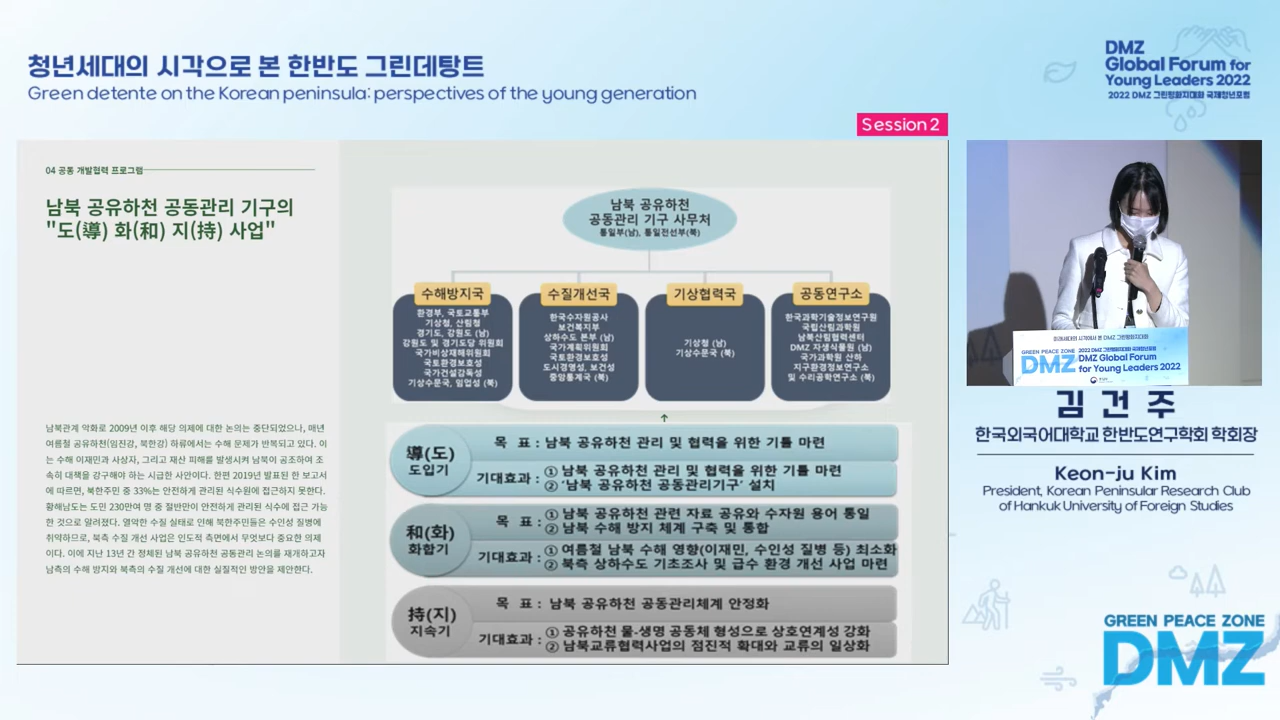 청년세대의 시각으로 본 한반도 그린데탕트
Green detente on the Korean peninsula: perspectives of the young generation
DMZ
Global Forum for
Young Leaders 2022
2022 DMZ 그린평화지대화 국제청년포럼
Session 2
04 공동 개발협력 프로그램
남북 공유하천 공동관리 기구의
"도(導) 화(和) 지(持) 사업"
남북관계 악화로 2009년 이후 해당 의제에 대한 논의는 중단되었으나, 매년
여름철 공유하천(임진강, 북한강) 하류에서는 수해 문제가 반복되고 있다. 이
는 수해 이재민과 사상자, 그리고 재산 피해를 발생시켜 남북이 공조하여 조
속히 대책을 강구해야 하는 시급한 사안이다. 한편 2019년 발표된 한 보고서
에 따르면, 북한주민 중 33%는 안전하게 관리된 식수원에 접근하지 못한다.
황해남도는 도민 230만여 명 중 절반만이 안전하게 관리된 식수에 접근 가능
한 것으로 알려졌다. 열악한 수질 실태로 인해 북한주민들은 수인성 질병에
취약하므로, 북측 수질 개선 사업은 인도적 측면에서 무엇보다 중요한 의제
이다. 이에 지난 13년 간 정체된 남북 공유하천 공동관리 논의를 재개하고자
남측의 수해 방지와 북측의 수질 개선에 대한 실질적인 방안을 제안한다.
남북 공유하천
공동관리 기구 사무처
통일부(남), 통일전선부(북)
수해방지국
환경부, 국토교통부
기상청, 산림청
경기도, 강원도 (남)
강원도 및 경기도당 위원회
국가비상재해위원회
국토환경보호성
국가건설감독성
기상수문국, 임업성 (북)
수질개선국
한국수자원공사
보건복지부
상하수도 본부 (남)
국가계획위원회
국토환경보호성
도시경영성, 보건성
중앙통계국 (북)
기상협력국
기상청 (남)
기상수문국 (북)
공동연구소
한국과학기술정보연구원
국립산림과학원
남북산림협력센터
DMZ 자생식물원 (남)
국가과학원 산하
지구환경정보연구소
및 수리공학연구소 (북)
導(도)
도입기
목 표 : 남북 공유하천 관리 및 협력을 위한 기틀 마련
기대효과 : ① 남북 공유하천 관리 및 협력을 위한 기틀 마련
② '남북 공유하천 공동관리기구' 설치
和(화)
화합기
목 표 : ① 남북 공유하천 관련 자료 공유와 수자원 용어 통일
② 남북 수해 방지 체계 구축 및 통합
기대효과 : ① 여름철 남북 수해 영향(이재민, 수인성 질병 등) 최소화
② 북측 상하수도 기초조사 및 급수 환경 개선 사업 마련
持(지)
지속기
목 표 : 남북 공유하천 공동관리체계 안정화
기대효과 : ① 공유하천 물-생명 공동체 형성으로 상호연계성 강화
② 남북교류협력사업의 점진적 확대와 교류의 일상화
GREEN PEACE ZONE
DMZ
2022 DMZ 그린평화지대화 국제청년포럼
DMZ Global Forum
for Young Leaders 2022
김 건 주
한국외국어대학교 한반도연구학회 학회장
Keon-ju Kim
President, Korean Peninsular Research Club
of Hankuk University of Foreign Studies
GREEN PEACE ZONE
DMZ